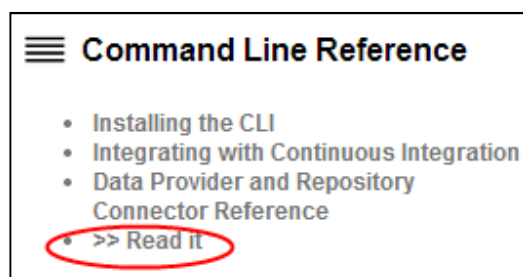 Command Line Reference
• Installing the CLI
• Integrating with Continuous Integration
• Data Provider and Repository
Connector Reference
• >> Read it